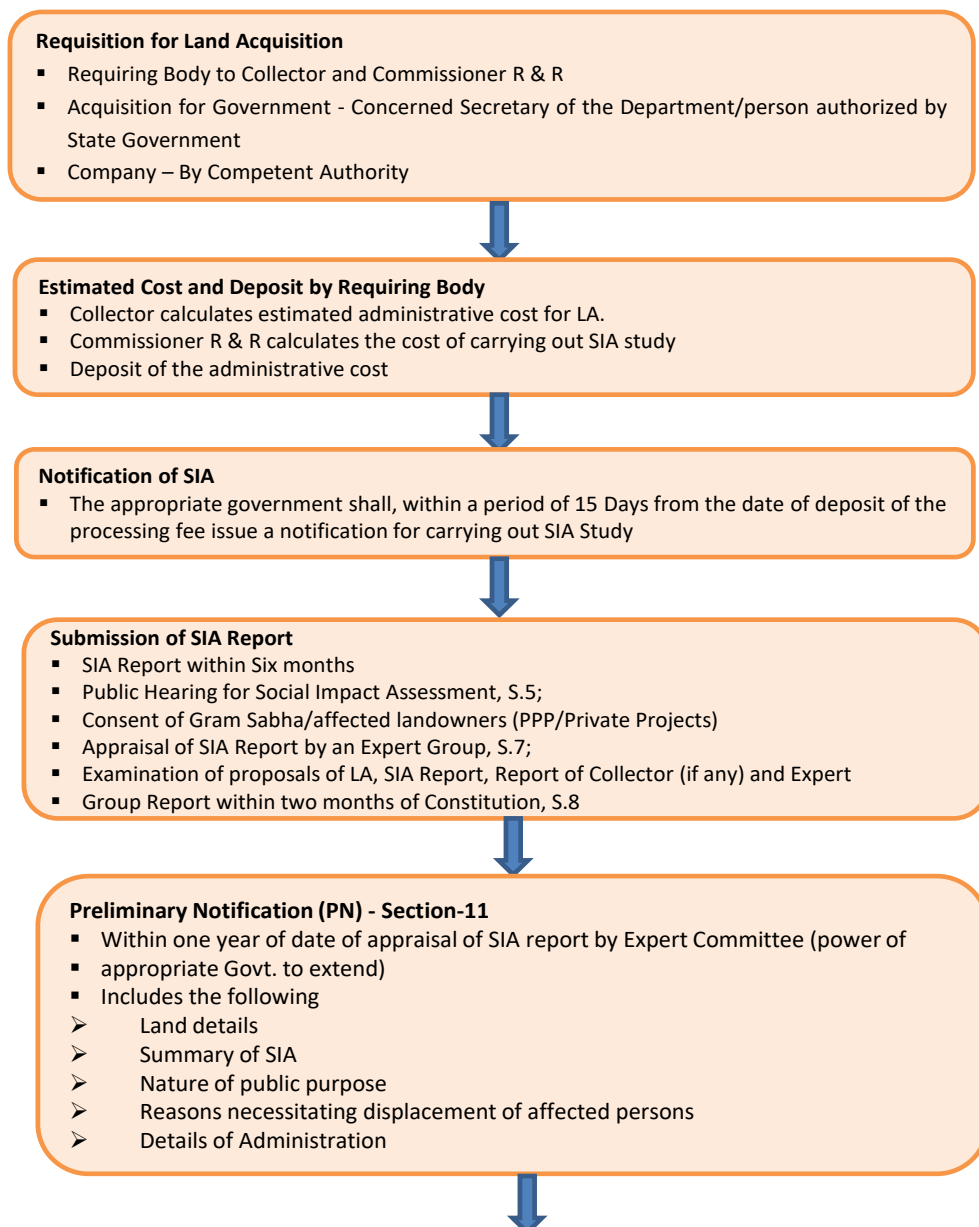 Requisition for Land Acquisition
▪ Requiring Body to Collector and Commissioner R & R
▪ Acquisition for Government - Concerned Secretary of the Department/person authorized by
State Government
▪ Company – By Competent Authority
Estimated Cost and Deposit by Requiring Body
▪ Collector calculates estimated administrative cost for LA.
▪ Commissioner R & R calculates the cost of carrying out SIA study
▪ Deposit of the administrative cost
Notification of SIA
▪ The appropriate government shall, within a period of 15 Days from the date of deposit of the
processing fee issue a notification for carrying out SIA Study
Submission of SIA Report
▪ SIA Report within Six months
▪ Public Hearing for Social Impact Assessment, S.5;
▪ Consent of Gram Sabha/affected landowners (PPP/Private Projects)
▪ Appraisal of SIA Report by an Expert Group, S.7;
▪ Examination of proposals of LA, SIA Report, Report of Collector (if any) and Expert
▪ Group Report within two months of Constitution, S.8
Preliminary Notification (PN) - Section-11
▪ Within one year of date of appraisal of SIA report by Expert Committee (power of
▪ appropriate Govt. to extend)
▪ Includes the following
➢ Land details
➢ Summary of SIA
➢ Nature of public purpose
➢ Reasons necessitating displacement of affected persons
➢ Details of Administration